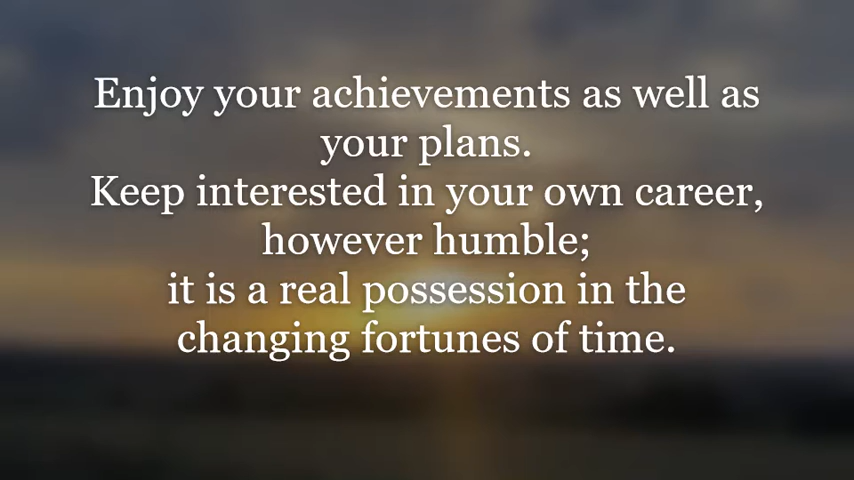 Enjoy your achievements as well as
your plans.
Keep interested in your own career,
however humble;
it is a real possession in the
changing fortunes of time.